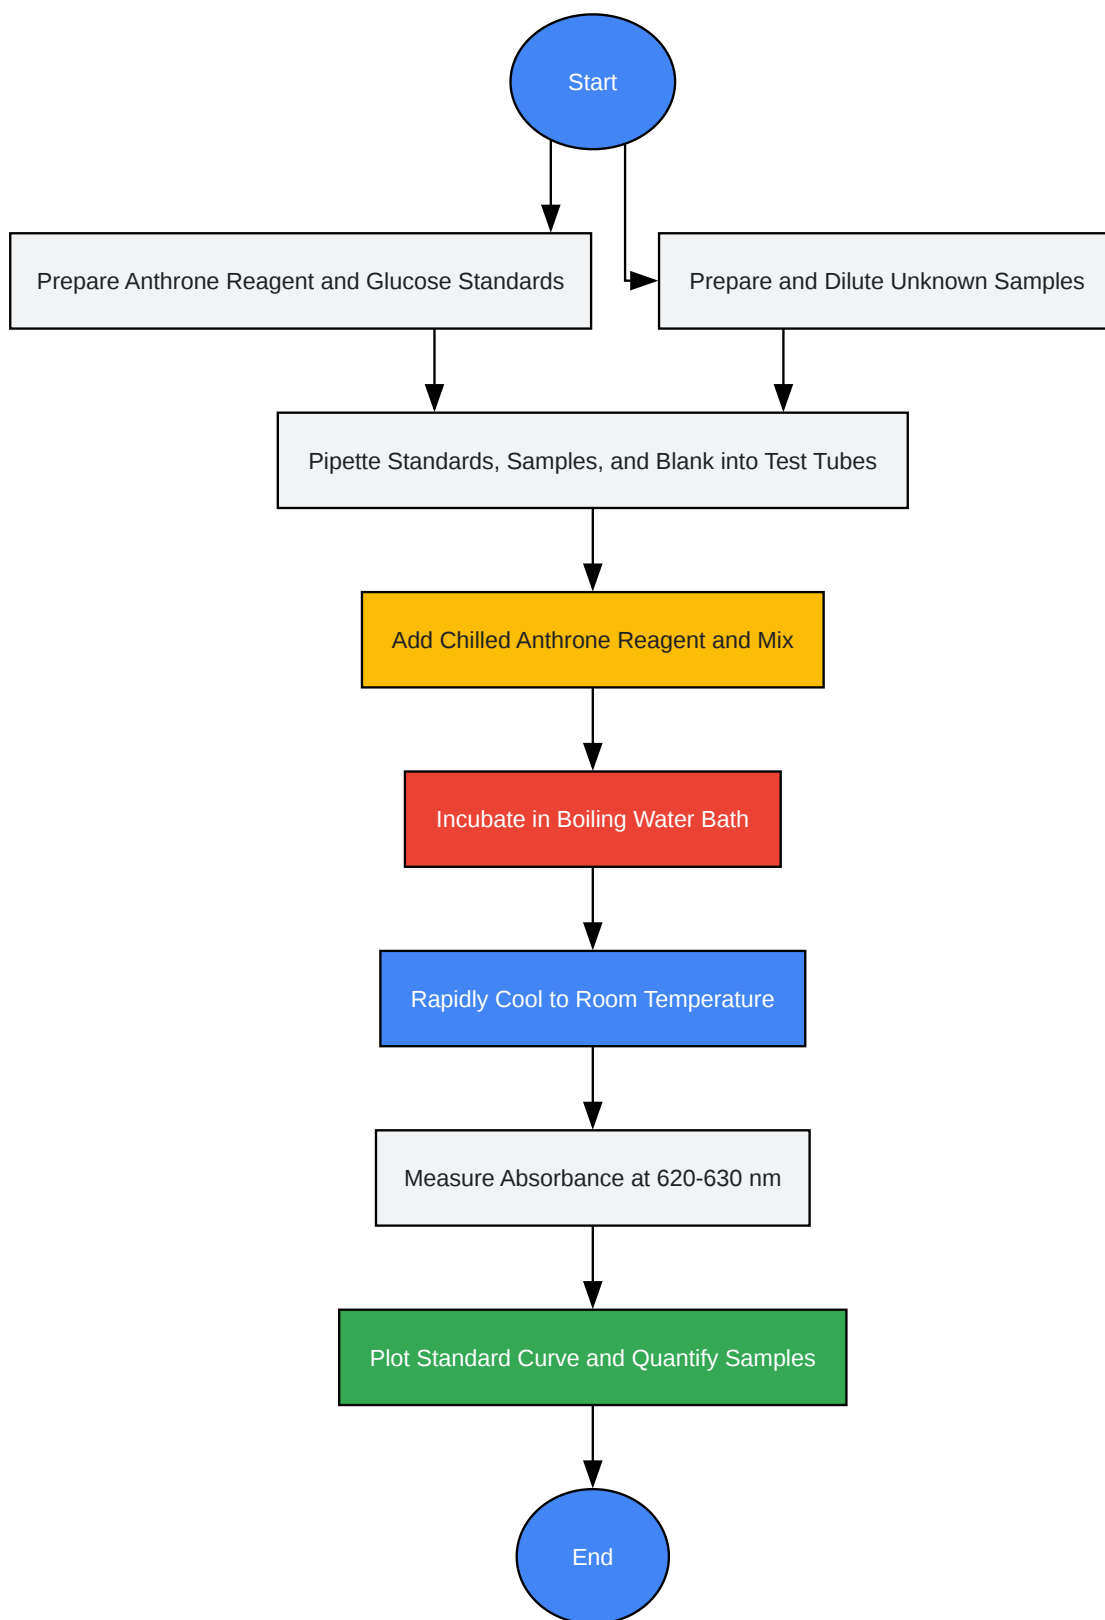 Start
Prepare Anthrone Reagent and Glucose Standards
Prepare and Dilute Unknown Samples
Pipette Standards, Samples, and Blank into Test Tubes
Add Chilled Anthrone Reagent and Mix
Incubate in Boiling Water Bath
Rapidly Cool to Room Temperature
Measure Absorbance at 620-630 nm
Plot Standard Curve and Quantify Samples
End